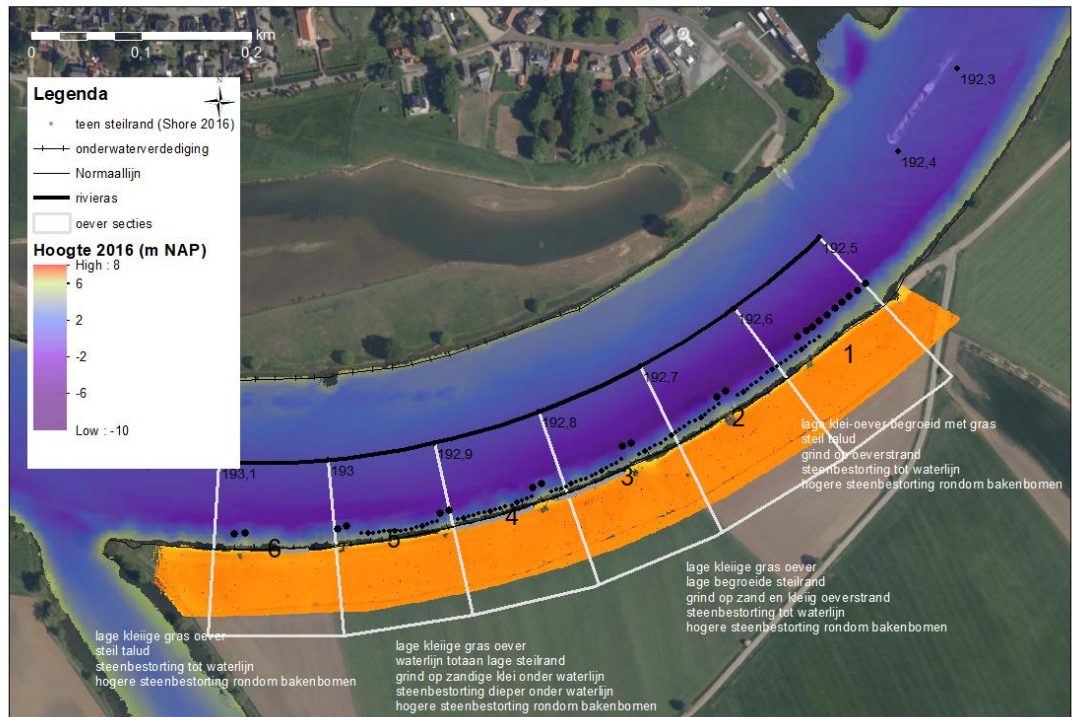 km
0 0,1 0,2
Legenda
N
teen steilrand (Shore 2016)
onderwaterverdediging
Normaallijn
rivieras
oever secties
Hoogte 2016 (m NAP)
High : 8
6
2
-2
-6
Low : -10
192,3
192,4
192,5
192,6
192,7
192,8
192,9
193
193,1
1
2
3
4
5
6
lage klei-oever begroeid met gras
steil talud
grind op oeverstrand
steenbestorting tot waterlijn
hogere steenbestorting rondom bakenbomen
lage kleiige gras oever
lage begroeide steilrand
grind op zand en kleiig oeverstrand
steenbestorting tot waterlijn
hogere steenbestorting rondom bakenbomen
lage kleiige gras oever
waterlijn totaan lage steilrand
grind op zandige klei onder waterlijn
steenbestorting dieper onder waterlijn
hogere steenbestorting rondom bakenbomen
lage kleiige gras oever
steil talud
steenbestorting tot waterlijn
hogere steenbestorting rondom bakenbomen